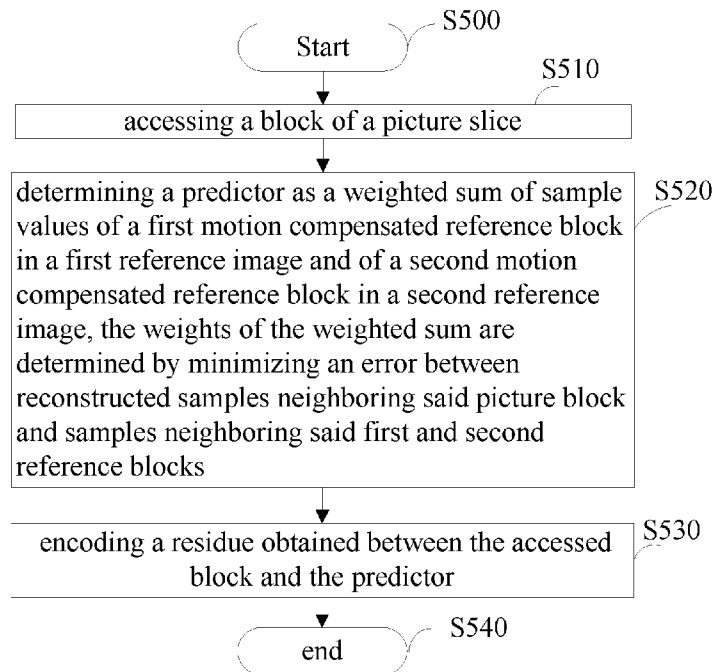 S500
Start
S510
accessing a block of a picture slice
S520
determining a predictor as a weighted sum of sample
values of a first motion compensated reference block
in a first reference image and of a second motion
compensated reference block in a second reference
image, the weights of the weighted sum are
determined by minimizing an error between
reconstructed samples neighboring said picture block
and samples neighboring said first and second
reference blocks
S530
encoding a residue obtained between the accessed
block and the predictor
S540
end